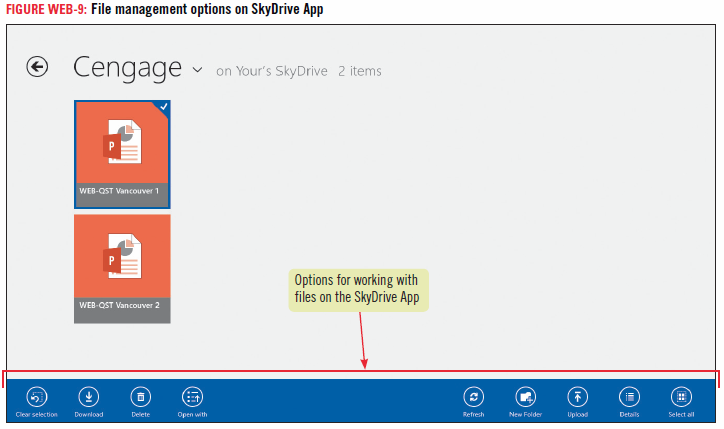 FIGURE WEB-9: File management options on SkyDrive App
Cengage on Your's SkyDrive 2 items
P
WEB-QST Vancouver 1
P
WEB-QST Vancouver 2
Options for working with
files on the SkyDrive App
Clear selection Download Delete Open with Refresh New Folder Upload Details Select all